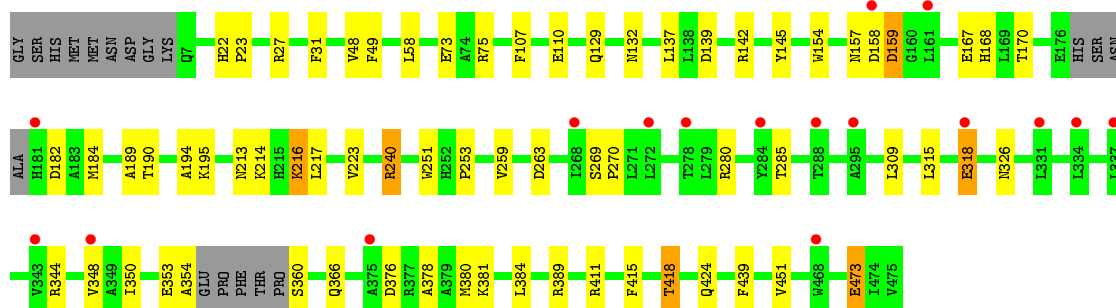 GLY SER HIS MET MET ASN ASP GLY LYS Q7 H22 P23 R27 F31 V48 F49 L58 E73 A74 R75 F107 E110 Q129 N132 L137 L138 D139 R142 Y145 W154 N157 D158 D159 G160 L161 E167 H168 L169 T170 E176 HIS SER ASN
ALA H181 D182 A183 M184 A189 T190 A194 K195 N213 K214 H215 K216 L217 V223 R240 W251 H252 P253 V259 D263 I268 S269 P270 L271 L272 T278 L279 R280 Y284 T285 T288 A295 L309 L315 E318 N326 L331 L334 L337
V343 R344 V348 A349 I350 E353 A354 GLU PRO PHE THR PRO S360 Q366 A375 D376 R377 A378 A379 M380 K381 L384 R389 R411 F415 T418 Q424 F439 V451 W468 E473 I474 V475